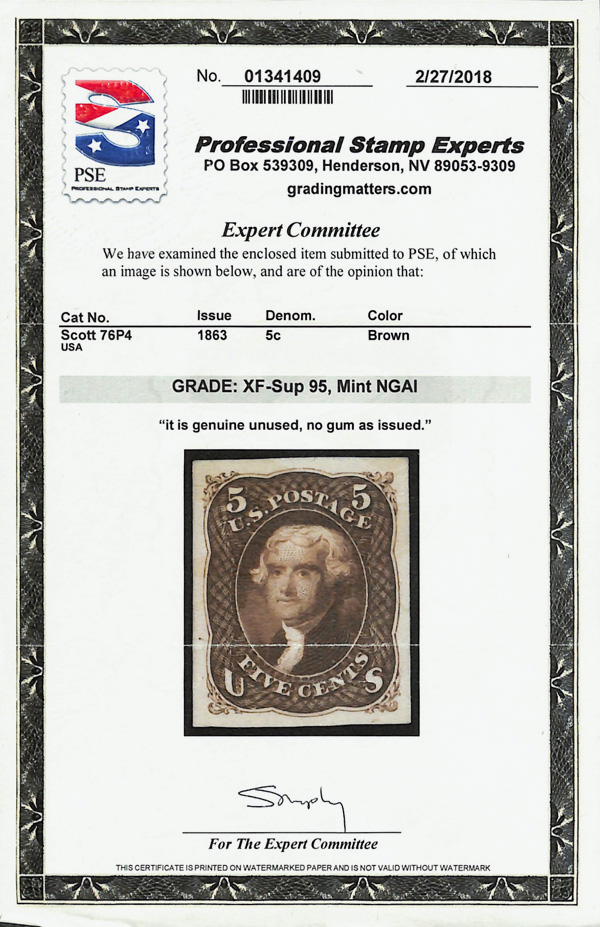 No. 01341409 2/27/2018
PSE
PROFESSIONAL STAMP EXPERTS
Professional Stamp Experts
PO Box 539309, Henderson, NV 89053-9309
gradingmatters.com
Expert Committee
We have examined the enclosed item submitted to PSE, of which
an image is shown below, and are of the opinion that:
Cat No. Issue Denom. Color
Scott 76P4 1863 5c Brown
USA
GRADE: XF-Sup 95, Mint NGAI
“it is genuine unused, no gum as issued.”
5 5
U.S. POSTAGE
FIVE CENTS
U S
For The Expert Committee
THIS CERTIFICATE IS PRINTED ON WATERMARKED PAPER AND IS NOT VALID WITHOUT WATERMARK